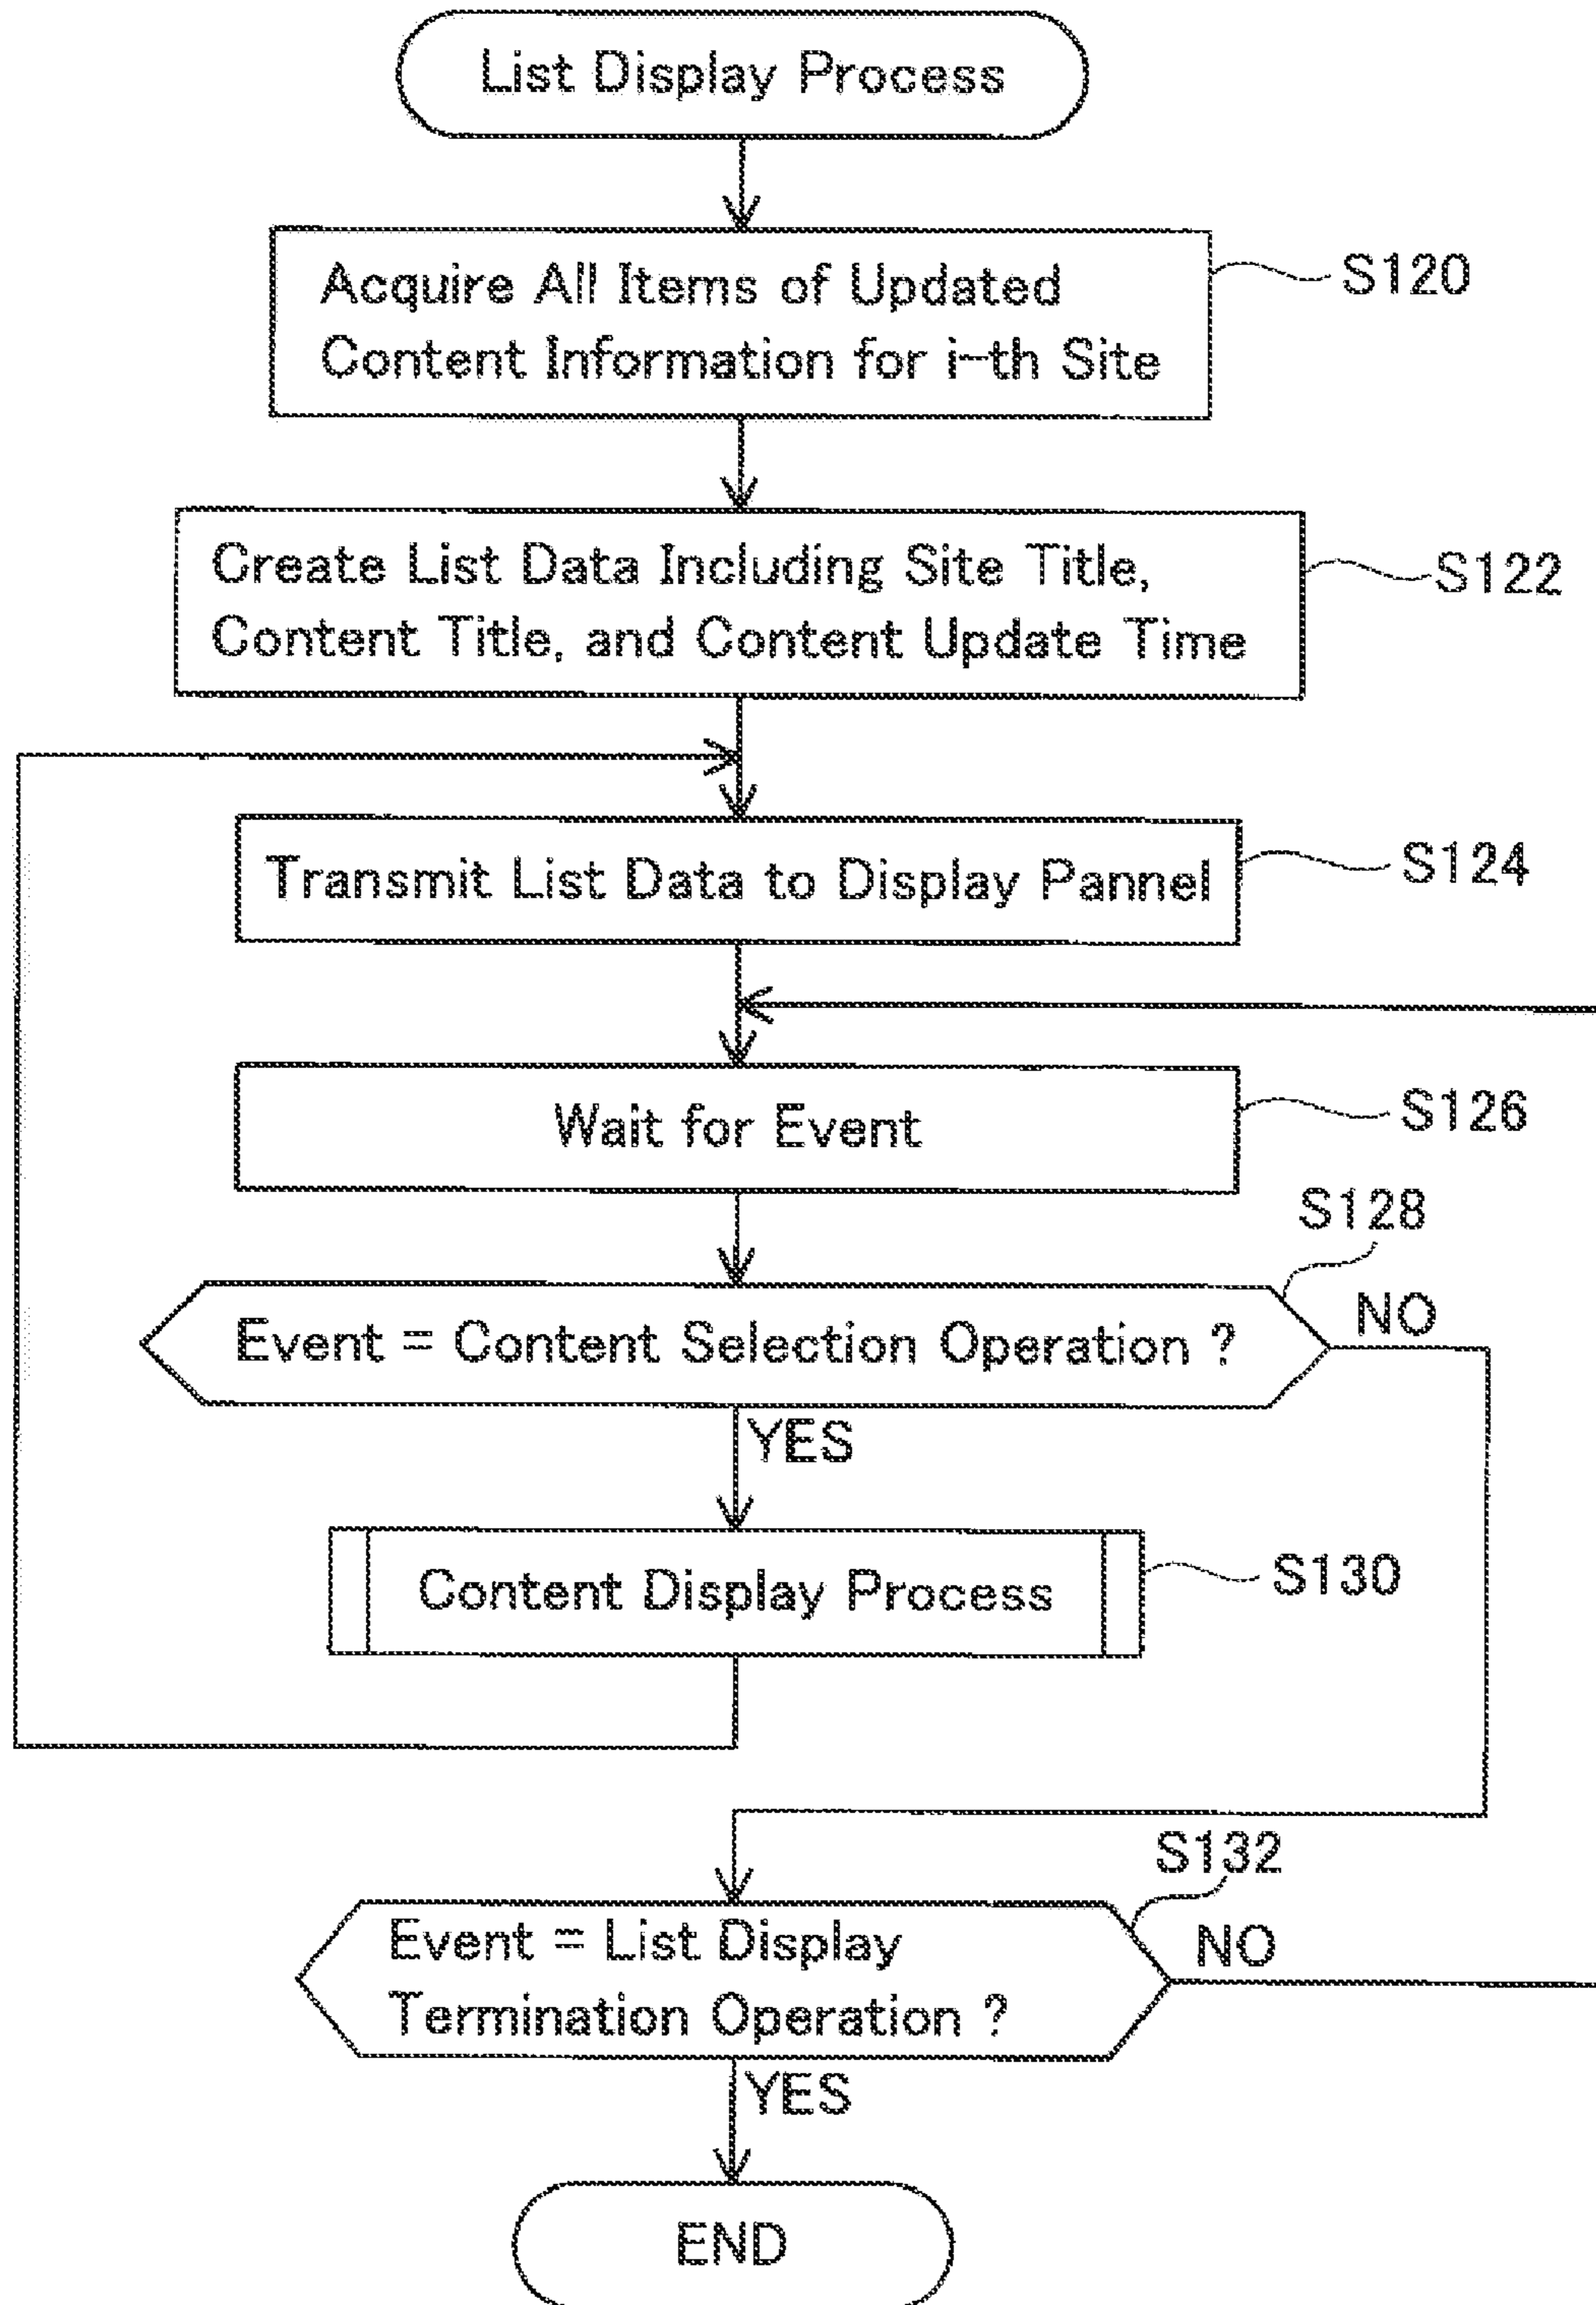 List Display Process
Acquire All Items of Updated
Content Information for i-th Site
S120
Create List Data Including Site Title,
Content Title, and Content Update Time
S122
Transmit List Data to Display Pannel
S124
Wait for Event
S126
S128
Event = Content Selection Operation ?
NO
YES
Content Display Process
S130
S132
Event = List Display
Termination Operation ?
NO
YES
END